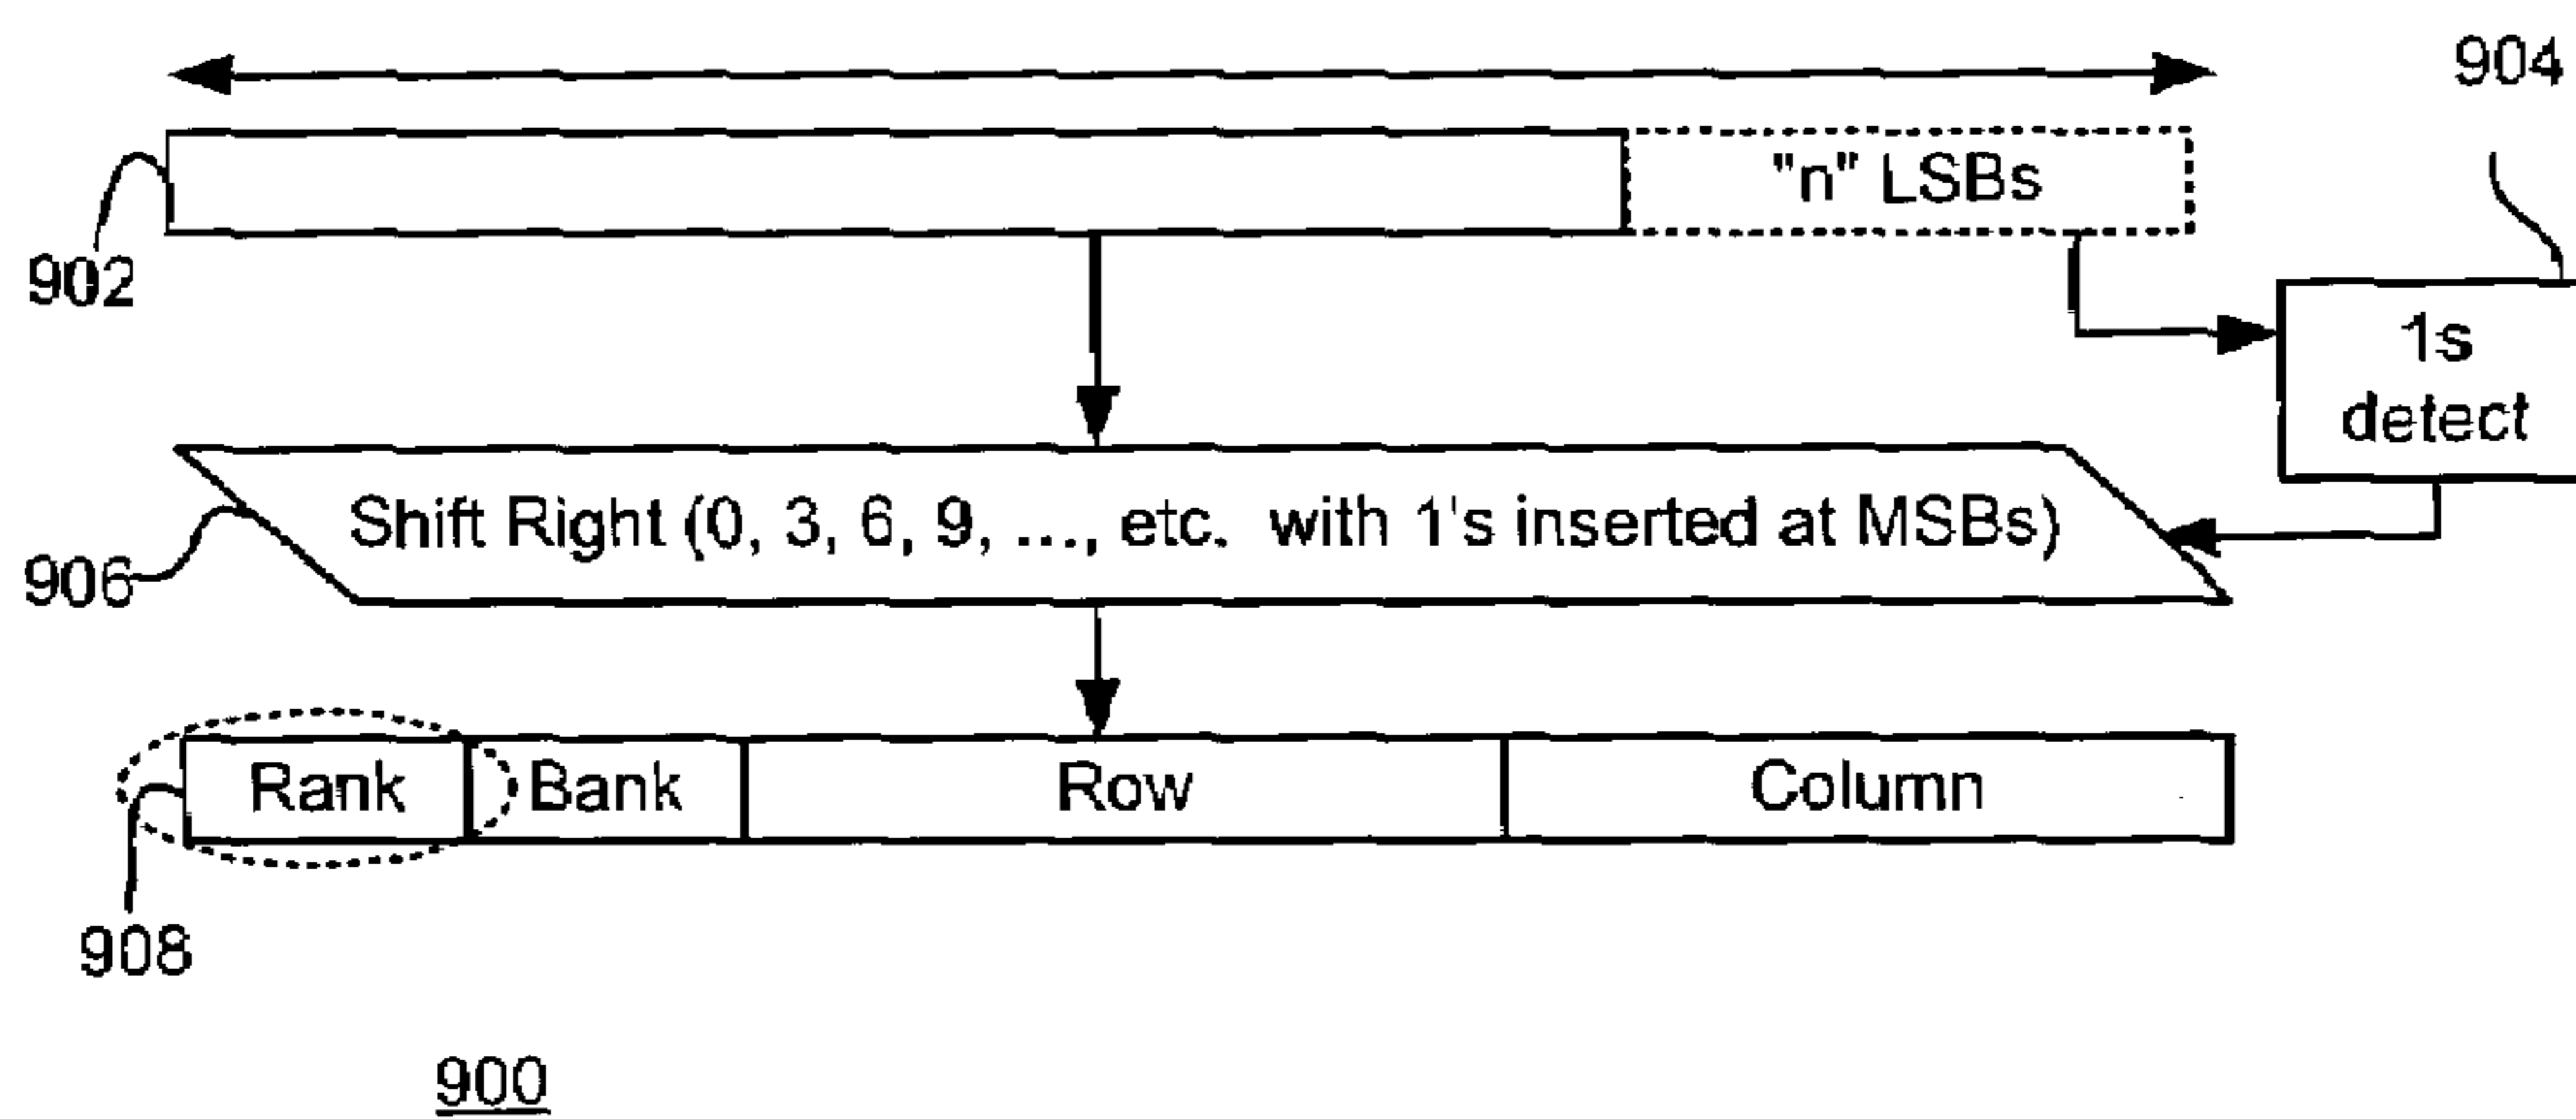 904
"n" LSBs
902
1s
detect
Shift Right (0, 3, 6, 9, ..., etc. with 1's inserted at MSBs)
906
Rank Bank Row Column
908
900